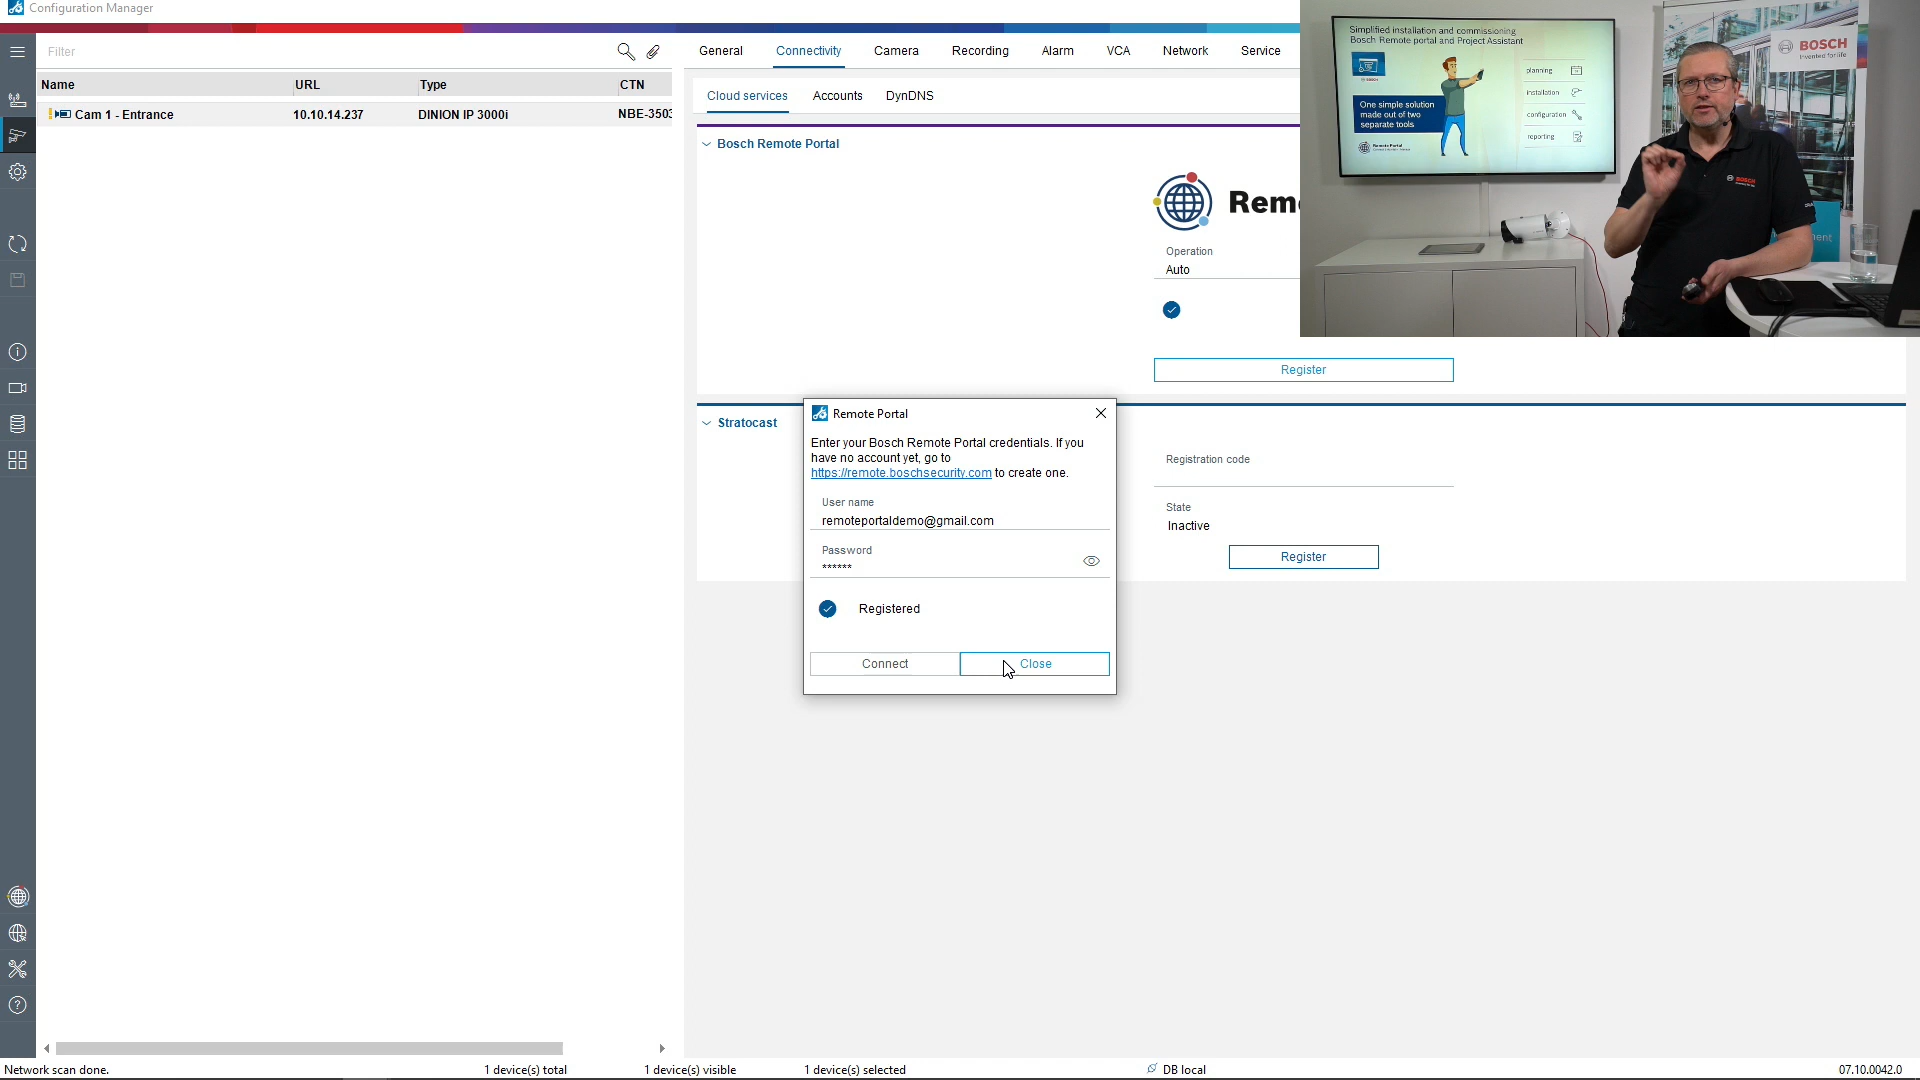 Configuration Manager
Filter
Name URL Type CTN
Cam 1 - Entrance 10.10.14.237 DINION IP 3000i NBE-3503
General Connectivity Camera Recording Alarm VCA Network Service
Cloud services Accounts DynDNS
Bosch Remote Portal
Operation
Auto
Register
Stratocast
Registration code
State
Inactive
Register
Remote Portal
Enter your Bosch Remote Portal credentials. If you
have no account yet, go to
https://remote.boschsecurity.com to create one.
User name
remoteportaldemo@gmail.com
Password
******
Registered
Connect Close
Simplified installation and commissioning
Bosch Remote portal and Project Assistant
One simple solution
made out of two
separate tools
planning
installation
configuration
reporting
Remote Portal
BOSCH
Invented for life
BOSCH
Network scan done. 1 device(s) total 1 device(s) visible 1 device(s) selected DB local 07.10.0042.0